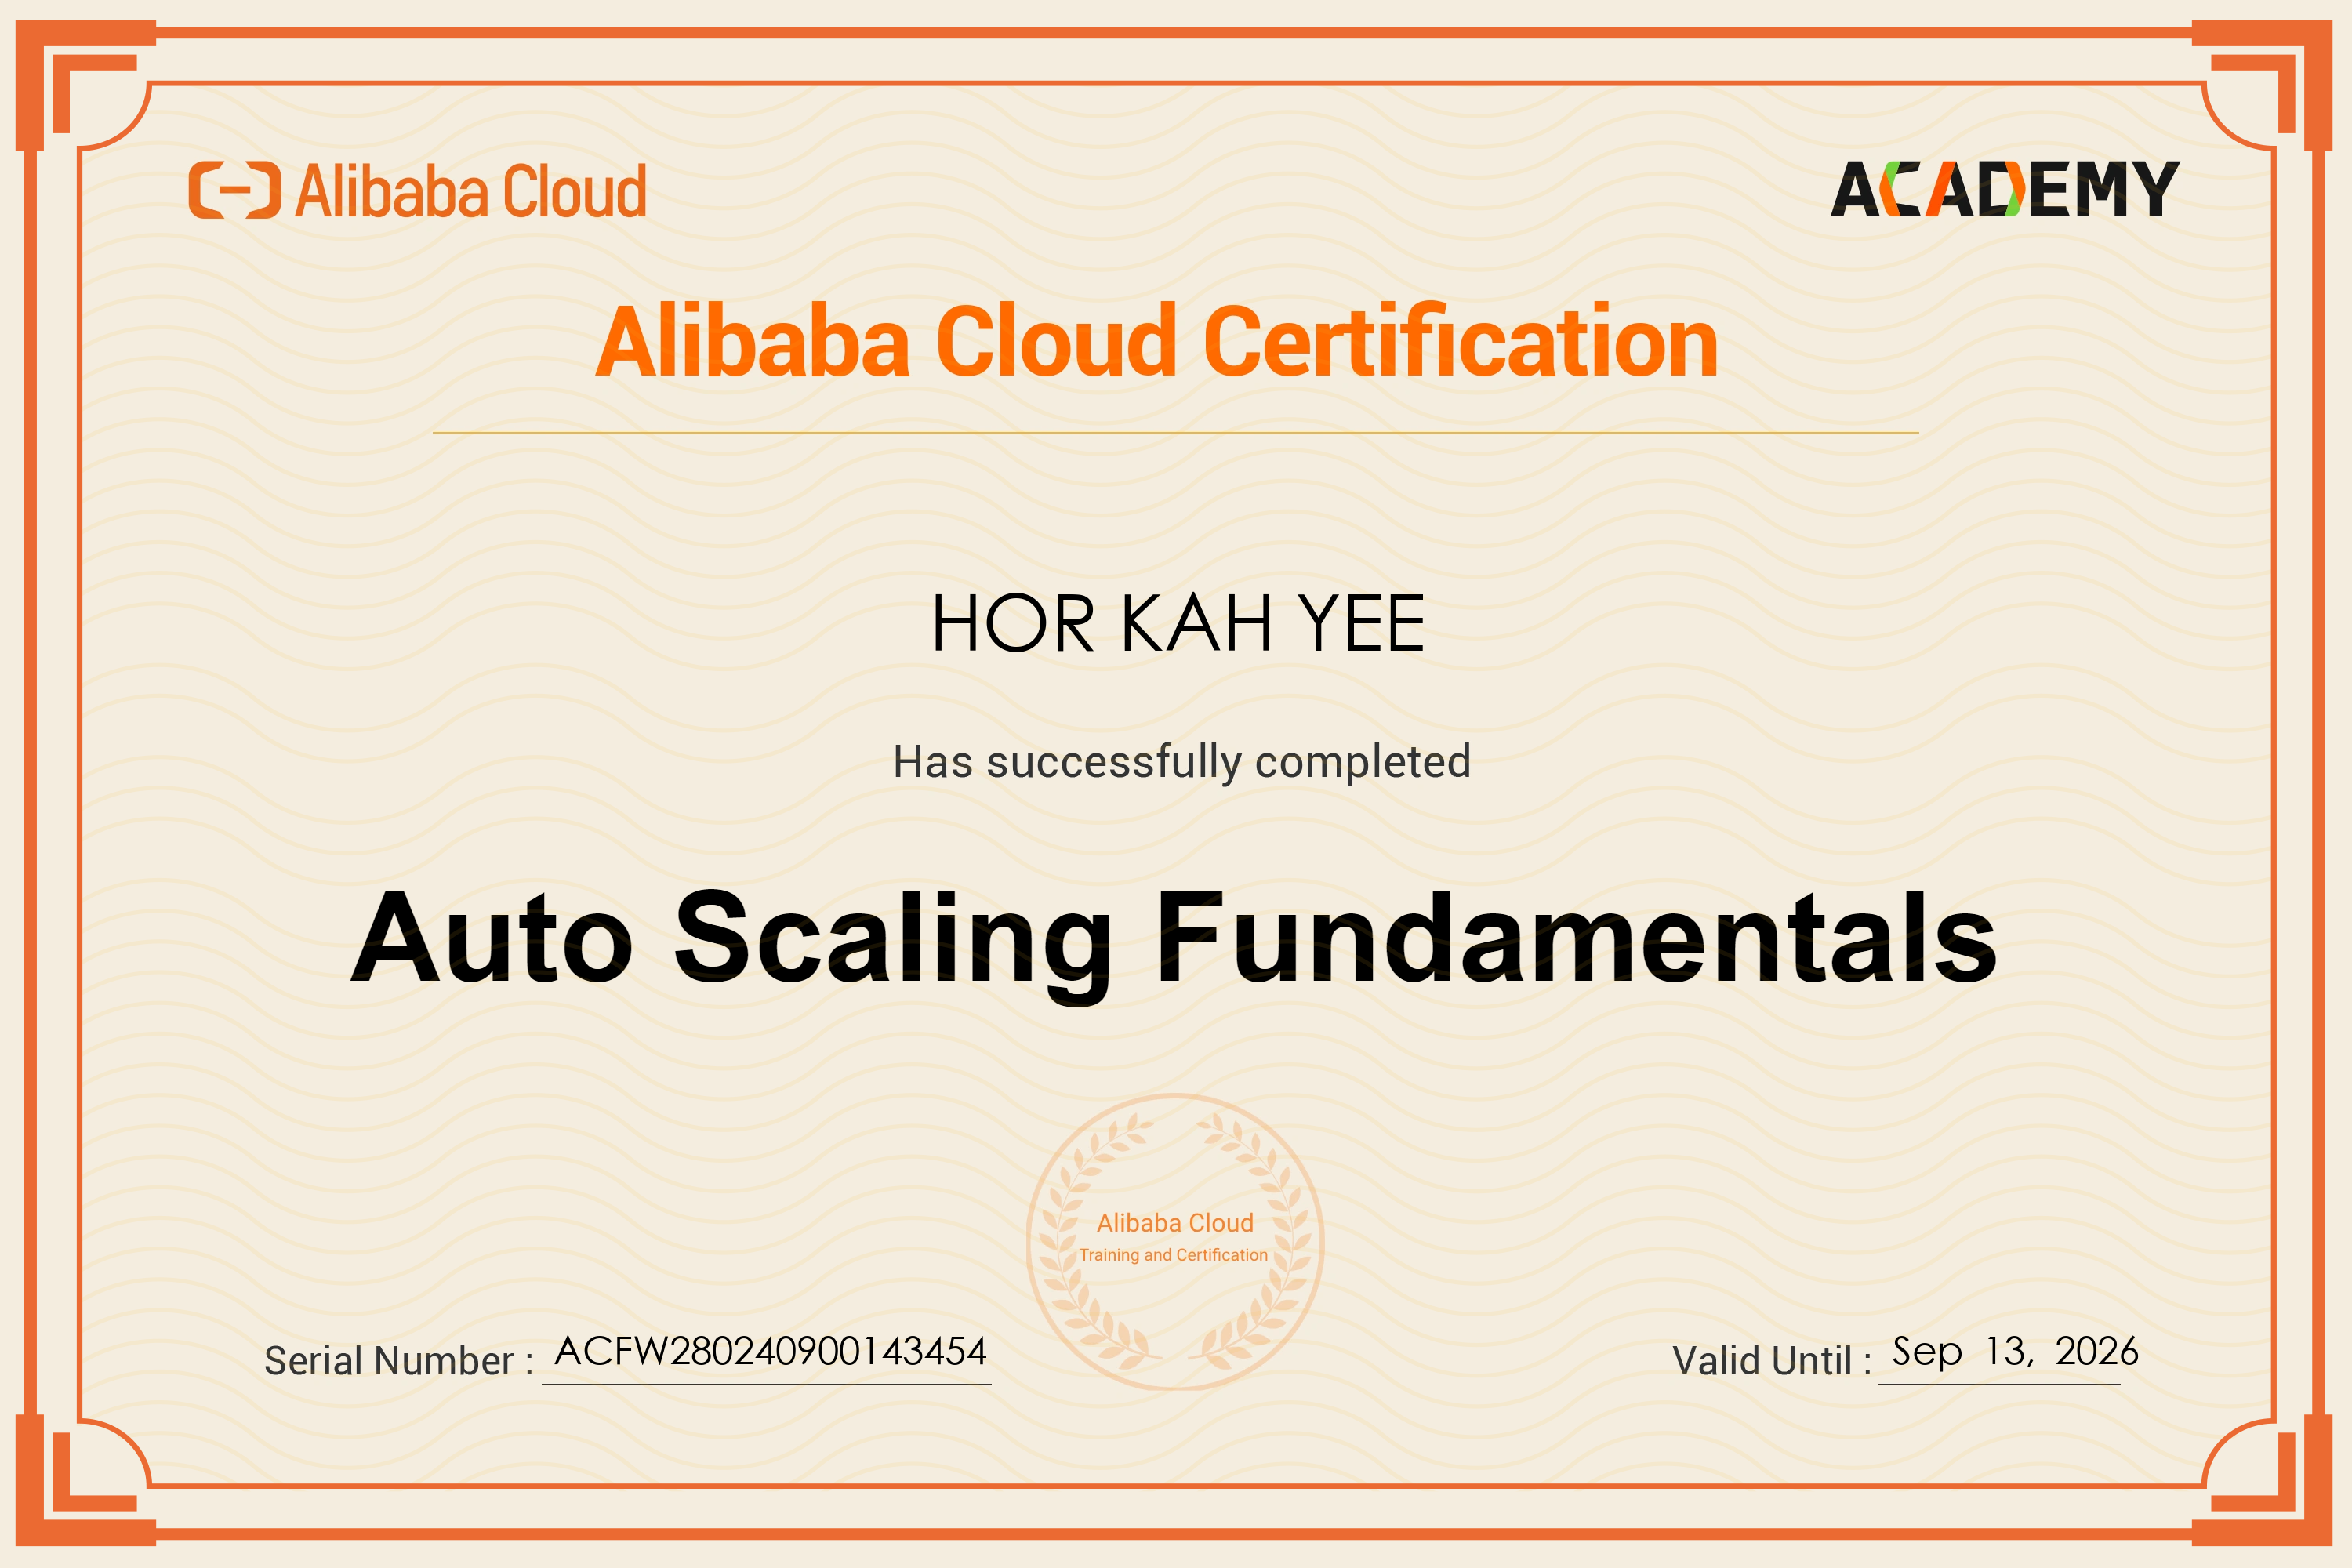 Alibaba Cloud
ACADEMY
Alibaba Cloud Certification
HOR KAH YEE
Has successfully completed
Auto Scaling Fundamentals
Alibaba Cloud
Training and Certification
Serial Number : ACFW280240900143454
Valid Until : Sep 13, 2026